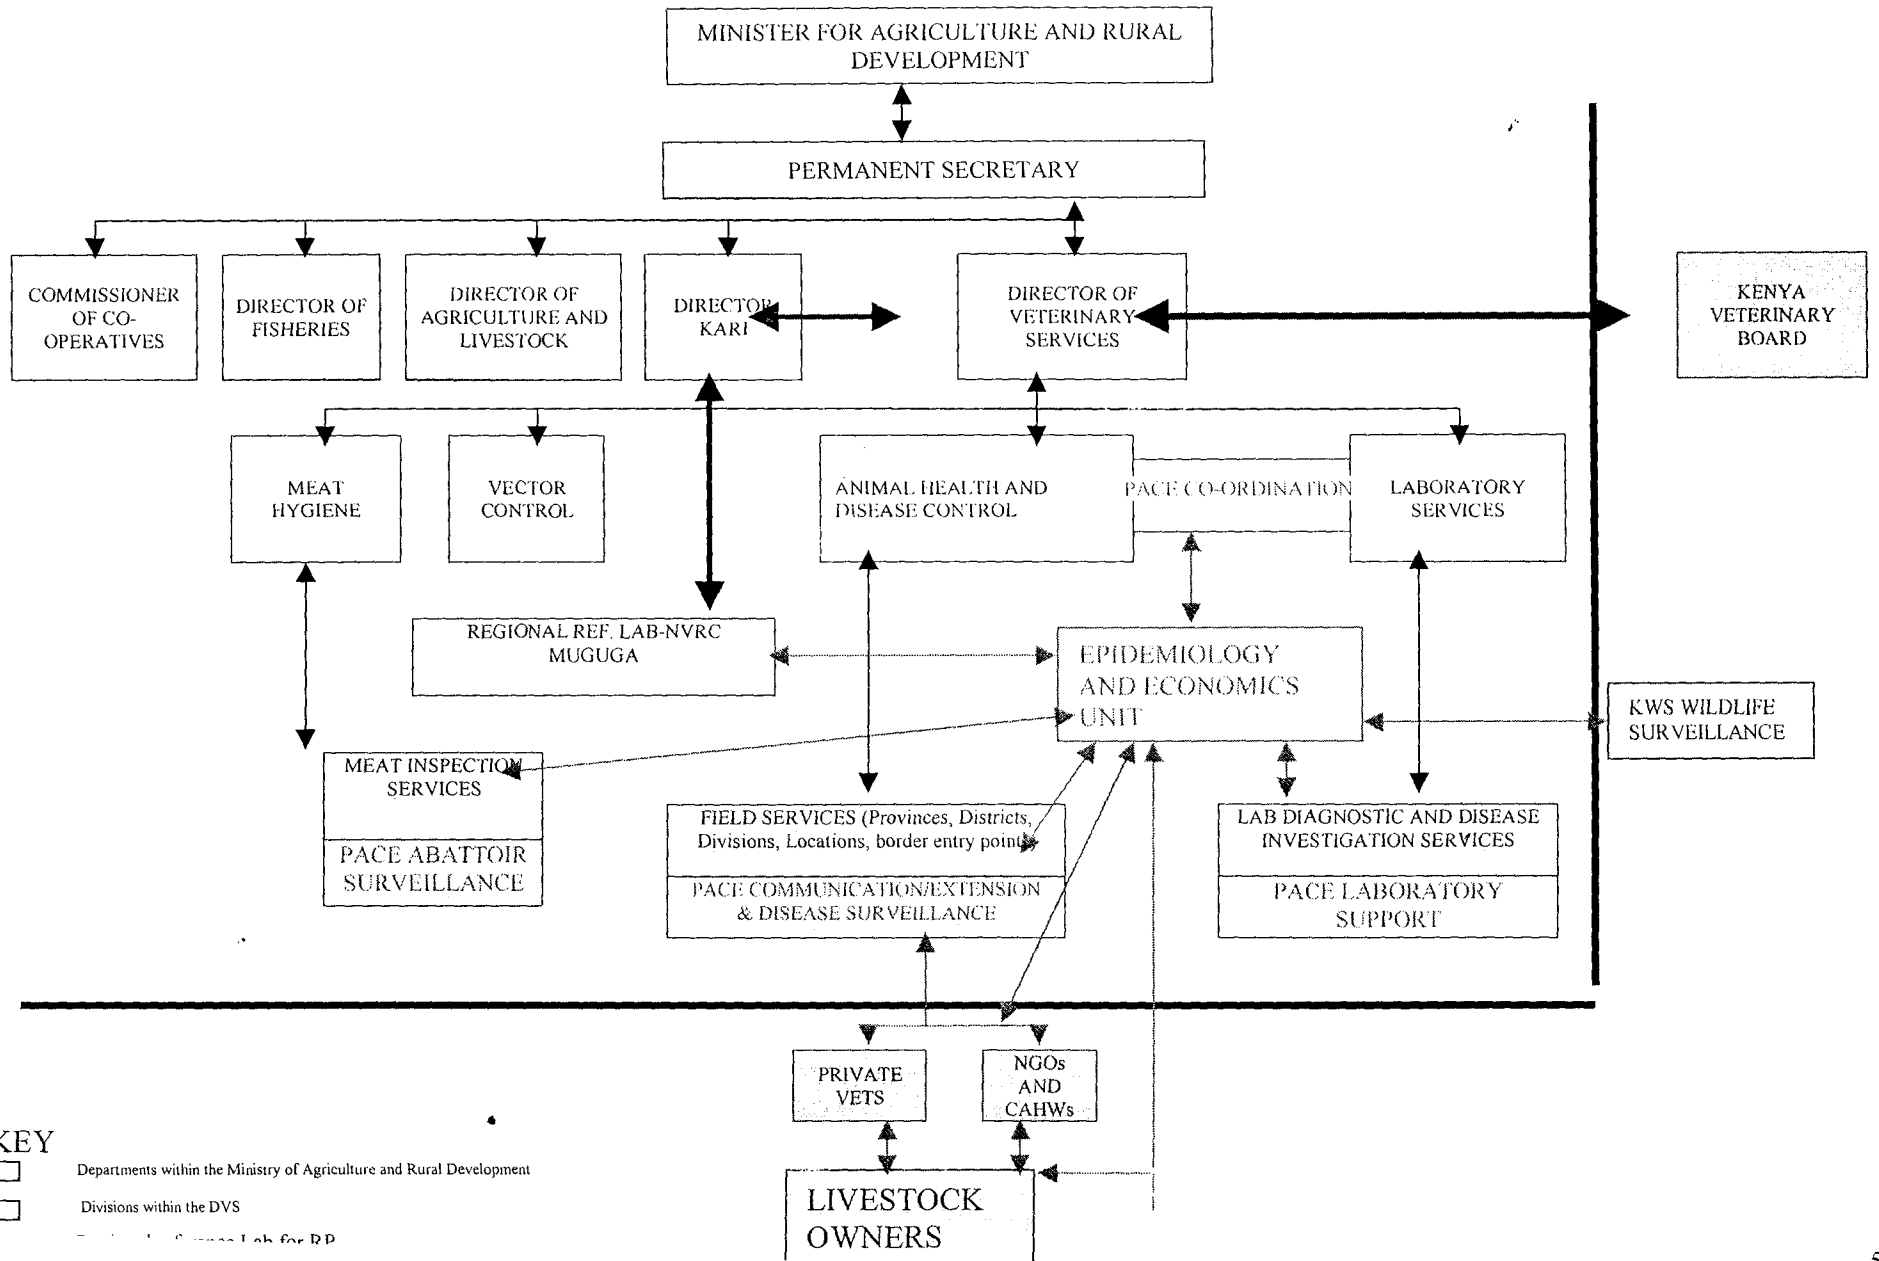 MINISTER FOR AGRICULTURE AND RURAL
DEVELOPMENT
PERMANENT SECRETARY
COMMISSIONER
OF CO-
OPERATIVES
DIRECTOR OF
FISHERIES
DIRECTOR OF
AGRICULTURE AND
LIVESTOCK
DIRECTOR
KARI
DIRECTOR OF
VETERINARY
SERVICES
KENYA
VETERINARY
BOARD
MEAT
HYGIENE
VECTOR
CONTROL
ANIMAL HEALTH AND
DISEASE CONTROL
PACE CO-ORDINATION
LABORATORY
SERVICES
REGIONAL REF. LAB-NVRC
MUGUGA
EPIDEMIOLOGY
AND ECONOMICS
UNIT
KWS WILDLIFE
SURVEILLANCE
MEAT INSPECTION
SERVICES
PACE ABATTOIR
SURVEILLANCE
FIELD SERVICES (Provinces, Districts,
Divisions, Locations, border entry points)
PACE COMMUNICATION/EXTENSION
& DISEASE SURVEILLANCE
LAB DIAGNOSTIC AND DISEASE
INVESTIGATION SERVICES
PACE LABORATORY
SUPPORT
PRIVATE
VETS
NGOs
AND
CAHWs
LIVESTOCK
OWNERS
KEY
Departments within the Ministry of Agriculture and Rural Development
Divisions within the DVS
Lab for RP
5